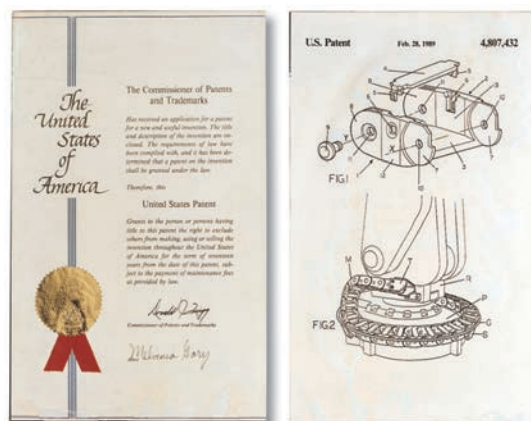 The
United
States
of
America
The Commissioner of Patents
and Trademarks
Has received an application for a patent
for a new and useful invention. The title
and description of the invention are en-
closed. The requirements of law have
been complied with, and it has been de-
termined that a patent on the invention
shall be granted under the law.
Therefore, this
United States Patent
Grants to the person or persons having
title to this patent the right to exclude
others from making, using or selling the
invention throughout the United States
of America for the term of seventeen
years from the date of this patent, sub-
ject to the payment of maintenance fees
as provided by law.
Commissioner of Patents and Trademarks
Melvinia Gary
U.S. Patent
Feb. 28, 1989
4,807,432
FIG.1
FIG.2
M
T
R
P
G
S